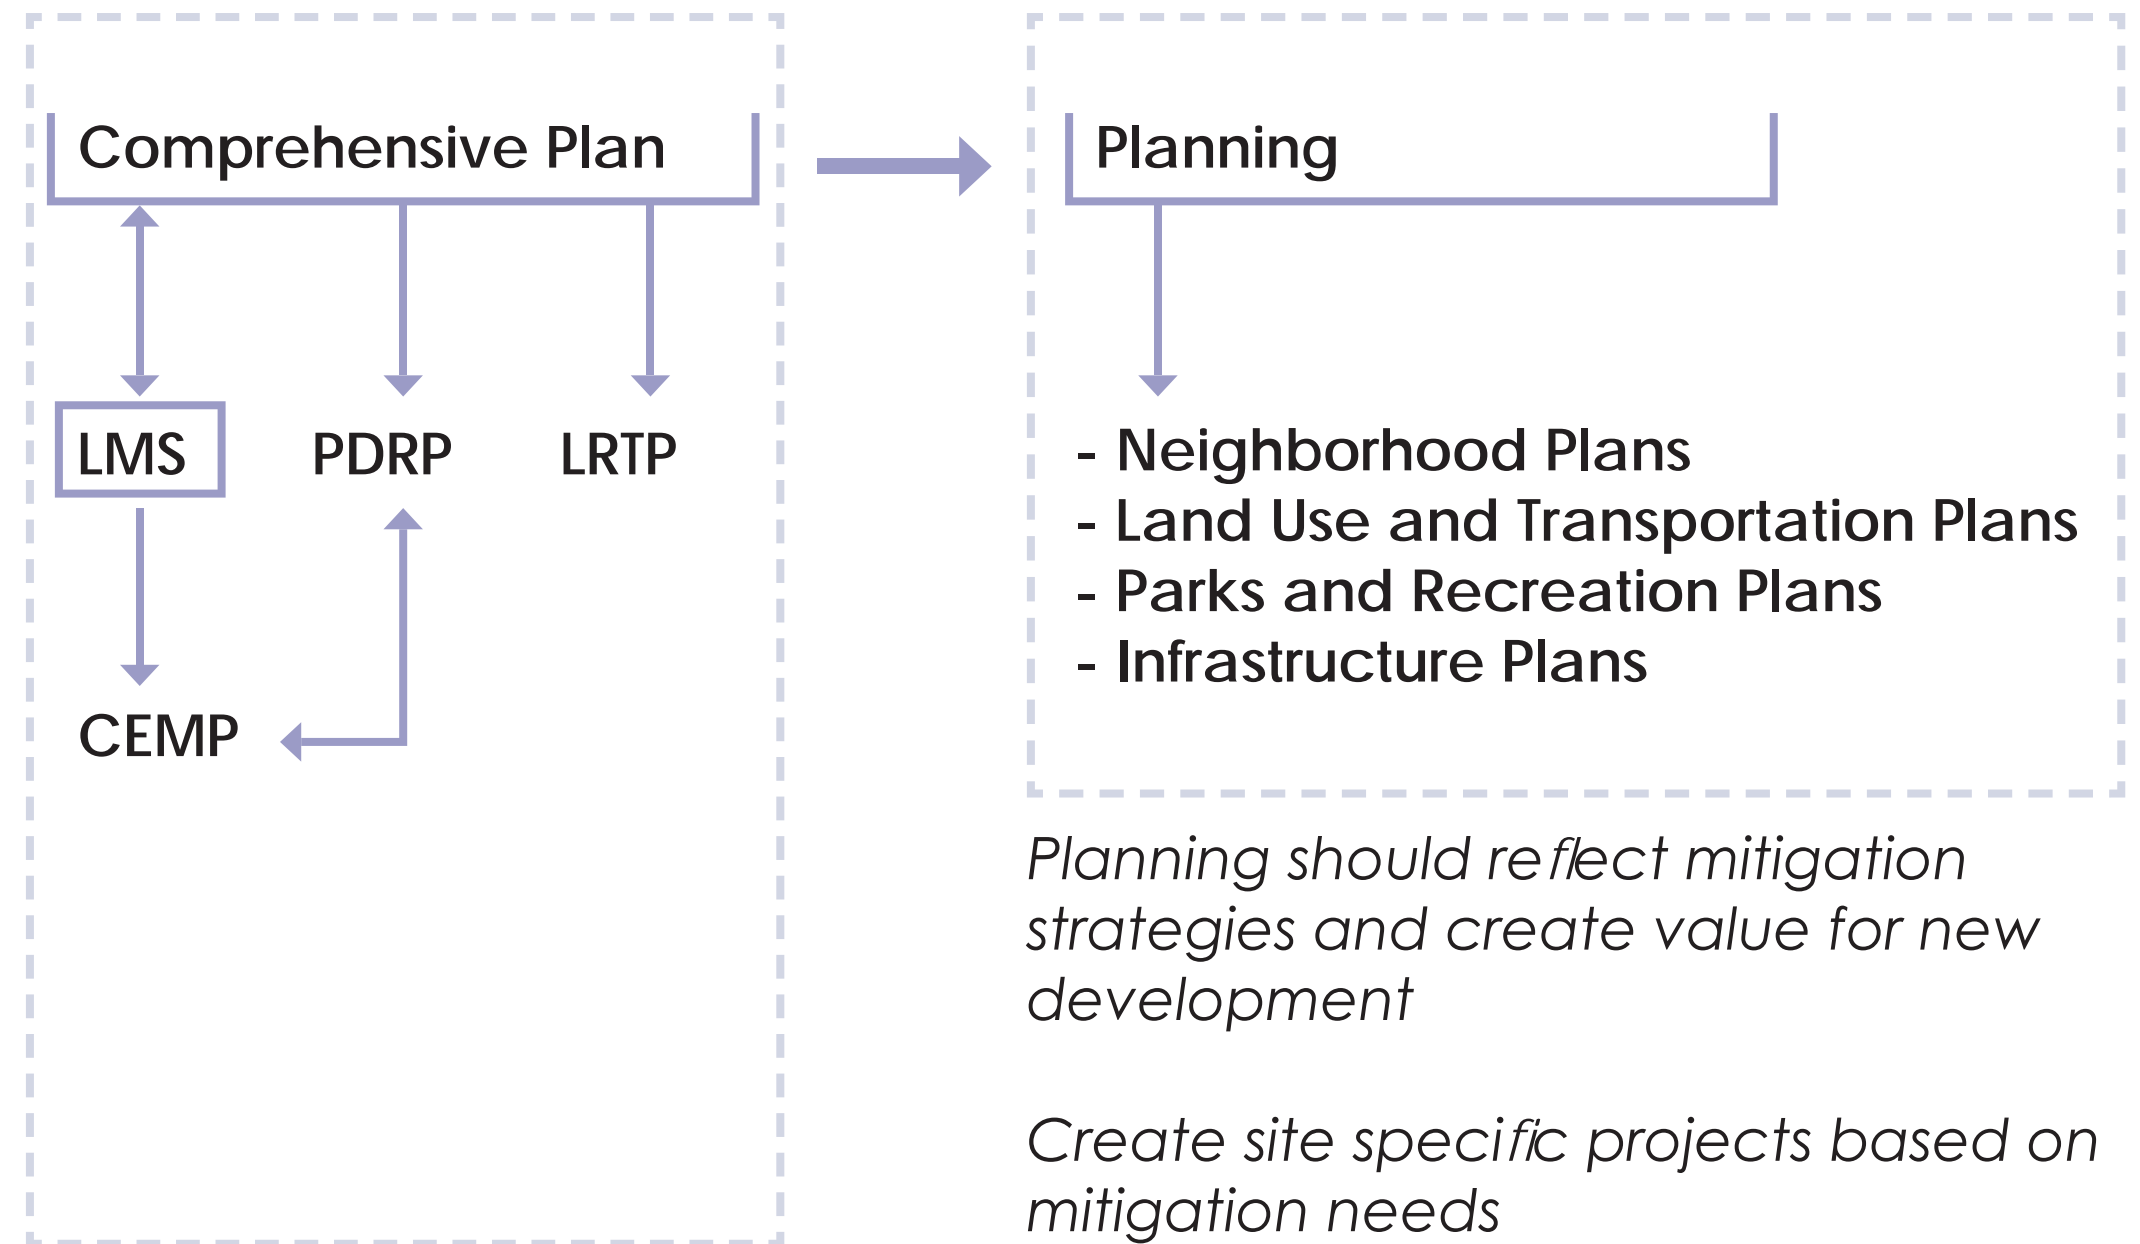 Comprehensive Plan
LMS
PDRP
LRTP
CEMP
Planning
- Neighborhood Plans
- Land Use and Transportation Plans
- Parks and Recreation Plans
- Infrastructure Plans
Planning should reflect mitigation
strategies and create value for new
development
Create site specific projects based on
mitigation needs